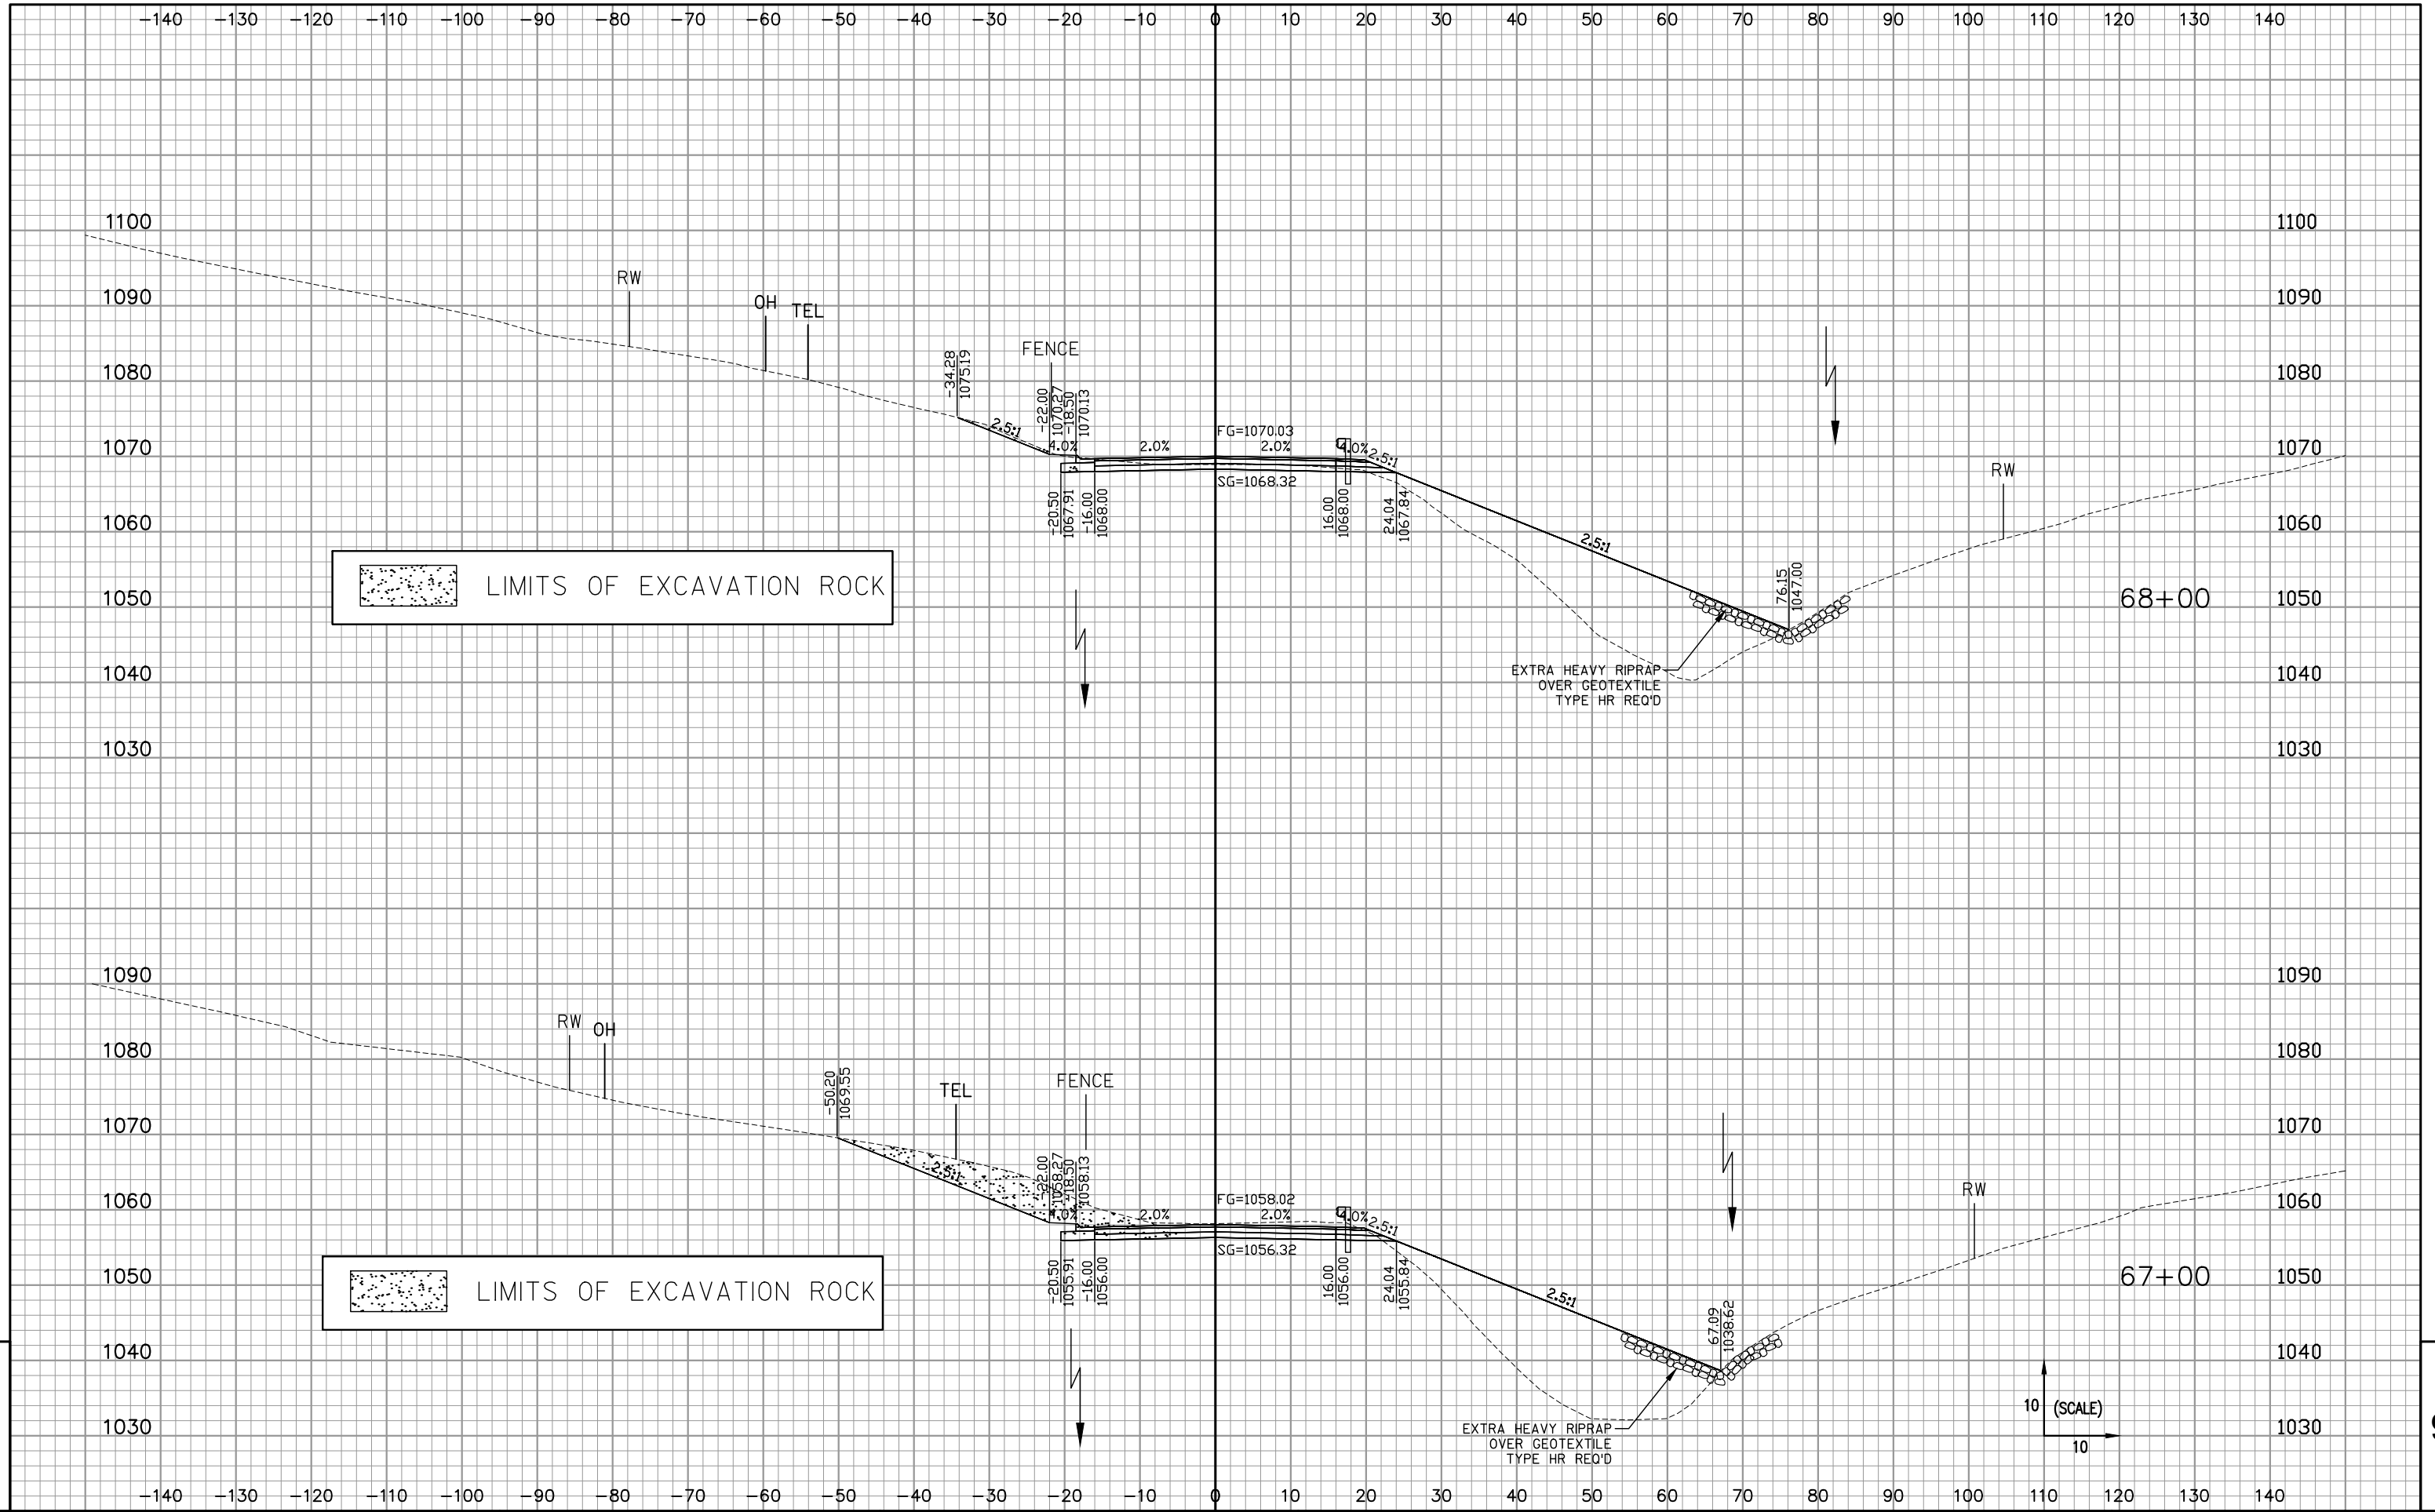 -140 -130 -120 -110 -100 -90 -80 -70 -60 -50 -40 -30 -20 -10 0 10 20 30 40 50 60 70 80 90 100 110 120 130 140
1100 1100
RW
1090 1090
OH
TEL
FENCE
-34.28
1075.19
1080 1080
-22.00
1070.27
-18.50
1070.13
2.5:1
FG=1070.03
4.0% 2.0% 2.0% 4.0% 2.5:1
1070 1070
RW
SG=1068.32
-20.50
1067.91
-16.00
1068.00
16.00
1068.00
24.04
1067.84
1060 1060
2.5:1
76.15
1047.00
LIMITS OF EXCAVATION ROCK
1050 1050
68+00
EXTRA HEAVY RIPRAP
OVER GEOTEXTILE
TYPE HR REQ'D
1040 1040
1030 1030
1090 1090
RW
OH
1080 1080
-50.20
1069.55
TEL
FENCE
1070 1070
-22.00
1058.27
-18.50
1058.13
2.5:1
RW
FG=1058.02
1060 1060
4.0% 2.0% 2.0% 4.0% 2.5:1
SG=1056.32
-20.50
1055.91
-16.00
1056.00
16.00
1056.00
24.04
1055.84
67+00
1050 1050
LIMITS OF EXCAVATION ROCK
2.5:1
67.09
1038.62
1040 1040
10 (SCALE)
10
EXTRA HEAVY RIPRAP
OVER GEOTEXTILE
TYPE HR REQ'D
1030 1030
-140 -130 -120 -110 -100 -90 -80 -70 -60 -50 -40 -30 -20 -10 0 10 20 30 40 50 60 70 80 90 100 110 120 130 140